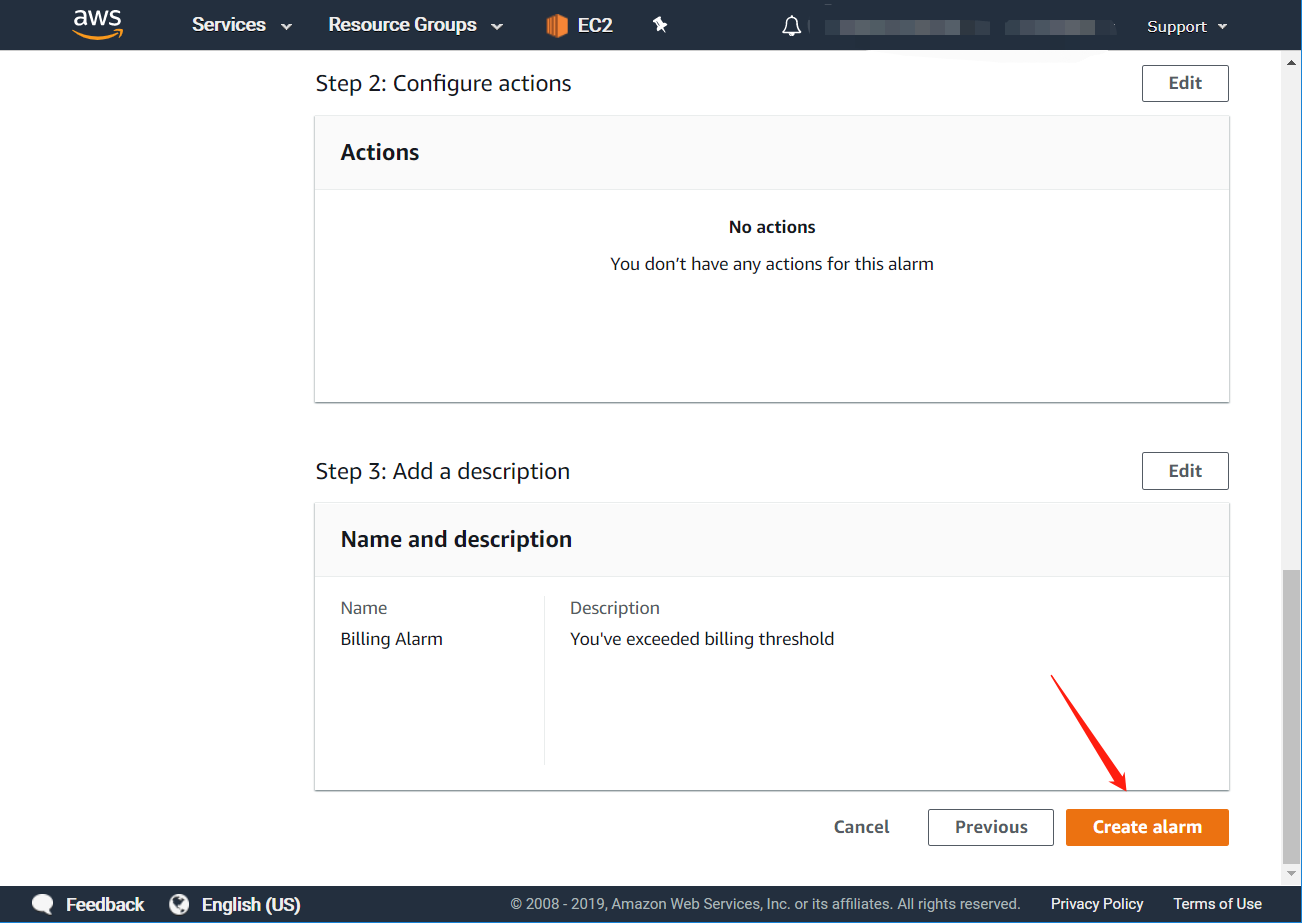 aws Services Resource Groups EC2 Support
Step 2: Configure actions Edit
Actions
No actions
You don’t have any actions for this alarm
Step 3: Add a description Edit
Name and description
Name Description
Billing Alarm You've exceeded billing threshold
Cancel Previous Create alarm
Feedback English (US) © 2008 - 2019, Amazon Web Services, Inc. or its affiliates. All rights reserved. Privacy Policy Terms of Use